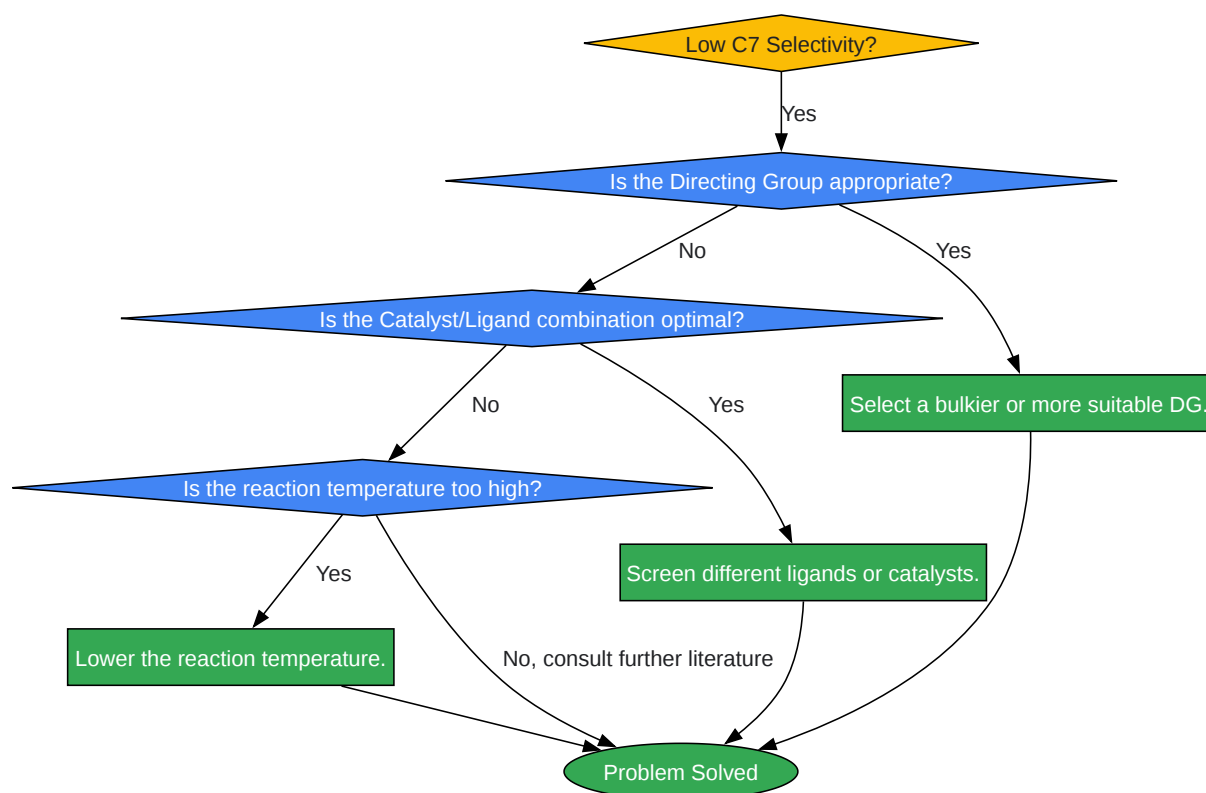 Low C7 Selectivity?
Yes
Is the Directing Group appropriate?
No
Yes
Is the Catalyst/Ligand combination optimal?
Select a bulkier or more suitable DG.
No
Yes
Is the reaction temperature too high?
Screen different ligands or catalysts.
Yes
Lower the reaction temperature.
No, consult further literature
Problem Solved